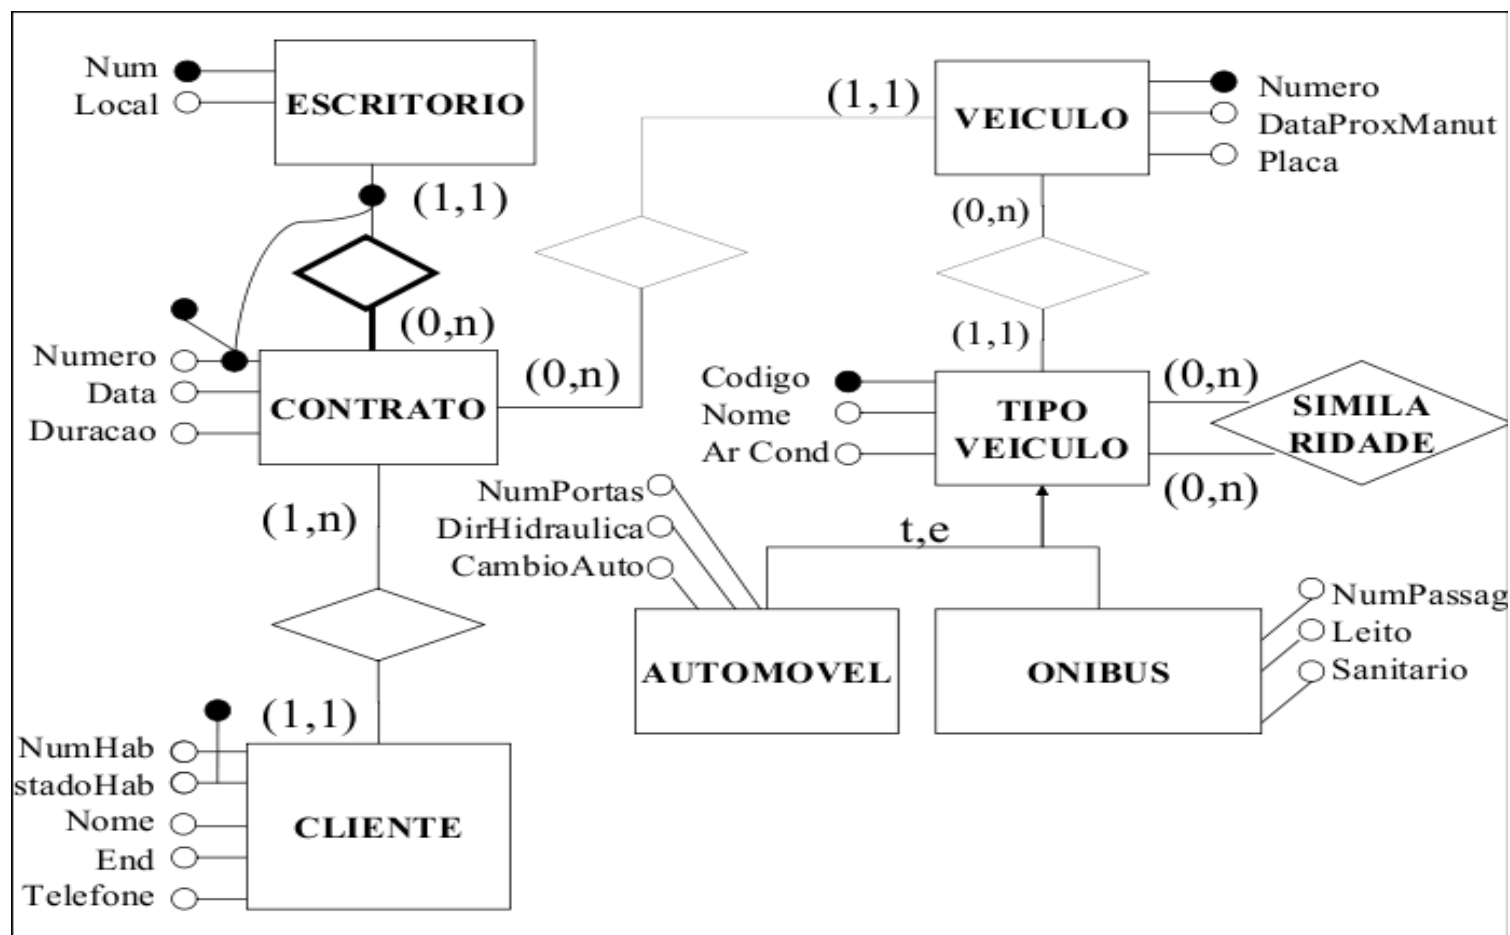 Num
Local
ESCRITORIO
(1,1)
(0,n)
Numero
Data
Duracao
CONTRATO
(0,n)
(1,1)
VEICULO
Numero
DataProxManut
Placa
(0,n)
(1,1)
Codigo
Nome
Ar Cond
TIPO
VEICULO
(0,n)
(0,n)
SIMILA
RIDADE
t,e
NumPortas
DirHidraulica
CambioAuto
AUTOMOVEL
ONIBUS
NumPassag
Leito
Sanitario
(1,n)
(1,1)
NumHab
stadoHab
Nome
End
Telefone
CLIENTE